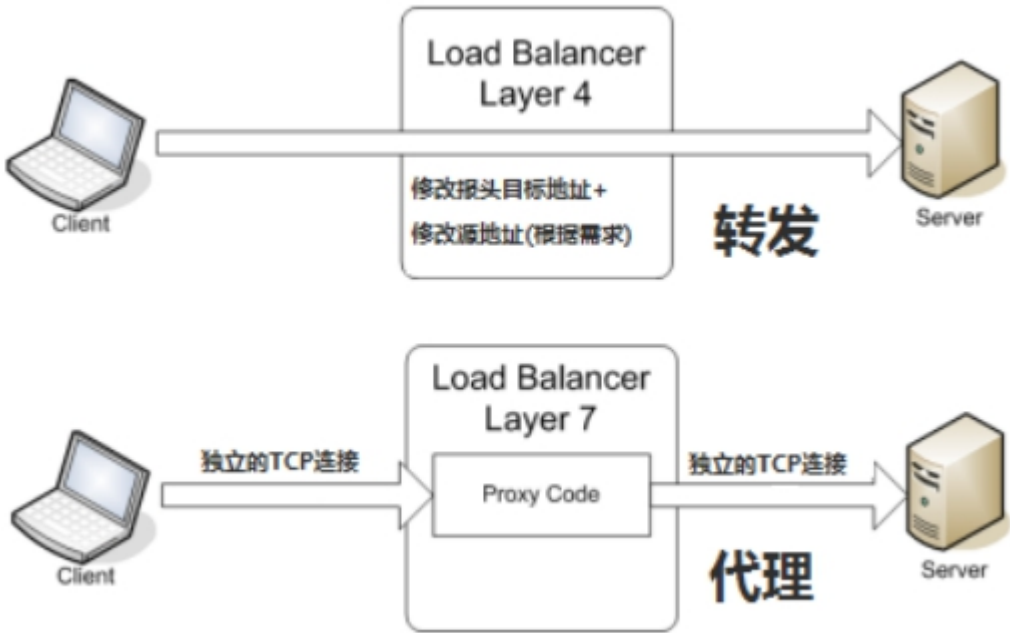 Load Balancer
Layer 4
修改报头目标地址+
修改源地址(根据需求)
转发
Client
Server
Load Balancer
Layer 7
独立的TCP连接
独立的TCP连接
Proxy Code
代理
Client
Server